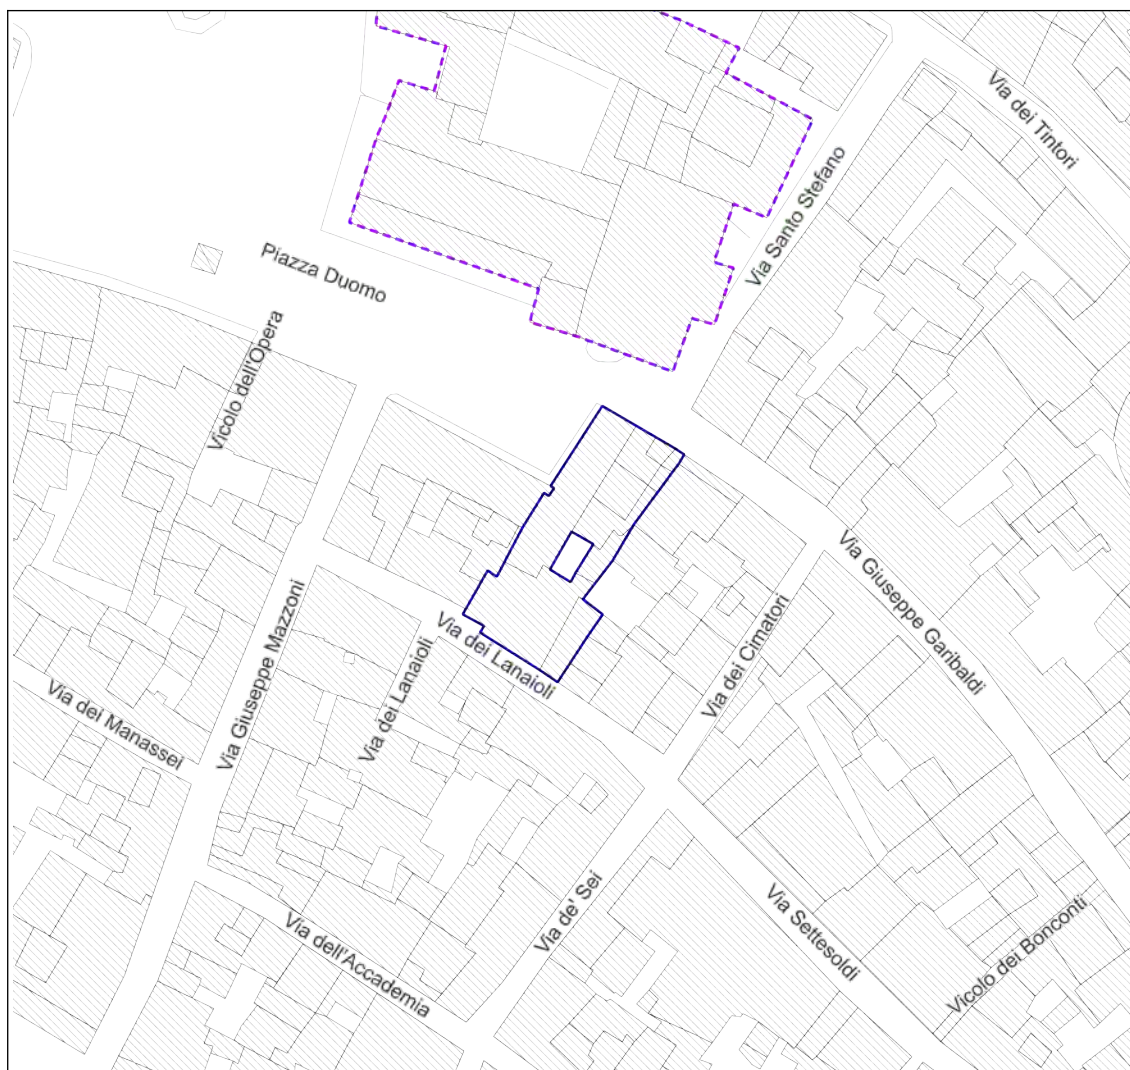 Via dei Tintori
Via Santo Stefano
Piazza Duomo
Vicolo dell'Opera
Via Giuseppe Garibaldi
Via Giuseppe Mazzoni
Via dei Cimatori
Via dei Lanaioli
Via dei Lanaioli
Via dei Manassei
Via de' Sei
Via Settesoldi
Vicolo dei Bonconti
Via dell'Accademia